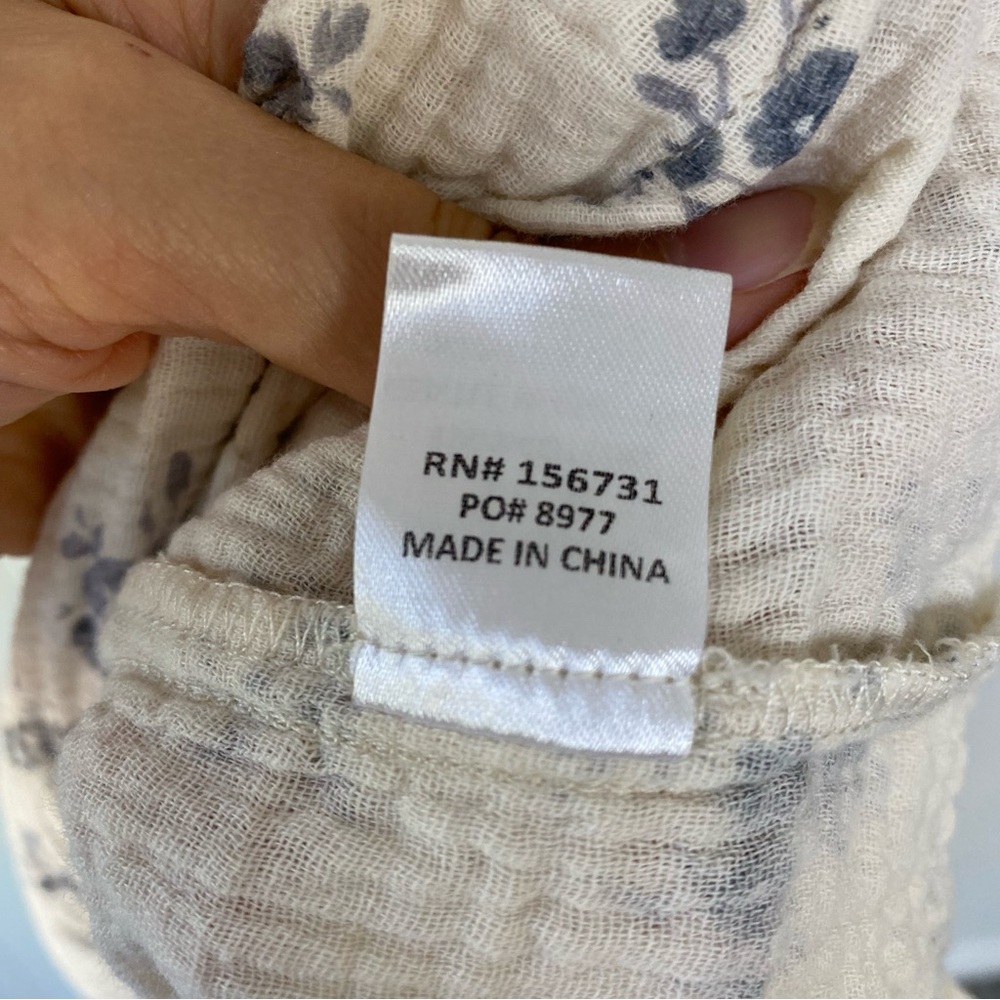 RN# 156731
PO# 8977
MADE IN CHINA